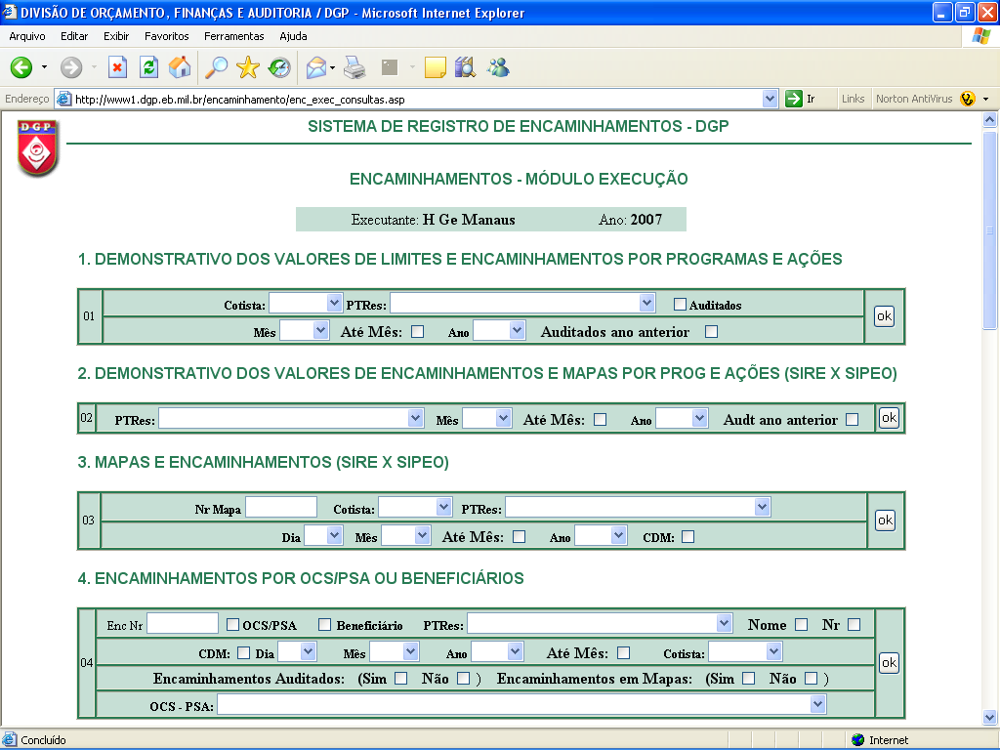 DIVISÃO DE ORÇAMENTO, FINANÇAS E AUDITORIA / DGP - Microsoft Internet Explorer
Arquivo Editar Exibir Favoritos Ferramentas Ajuda
Endereço http://www1.dgp.eb.mil.br/encaminhamento/enc_exec_consultas.asp Ir Links Norton AntiVirus
DGP
SISTEMA DE REGISTRO DE ENCAMINHAMENTOS - DGP
ENCAMINHAMENTOS - MÓDULO EXECUÇÃO
Executante: H Ge Manaus Ano: 2007
1. DEMONSTRATIVO DOS VALORES DE LIMITES E ENCAMINHAMENTOS POR PROGRAMAS E AÇÕES
01 Cotista: PTRes: Auditados ok
Mês Até Mês: Ano Auditados ano anterior
2. DEMONSTRATIVO DOS VALORES DE ENCAMINHAMENTOS E MAPAS POR PROG E AÇÕES (SIRE X SIPEO)
02 PTRes: Mês Até Mês: Ano Audt ano anterior ok
3. MAPAS E ENCAMINHAMENTOS (SIRE X SIPEO)
03 Nr Mapa Cotista: PTRes: ok
Dia Mês Até Mês: Ano CDM:
4. ENCAMINHAMENTOS POR OCS/PSA OU BENEFICIÁRIOS
04 Enc Nr OCS/PSA Beneficiário PTRes: Nome Nr ok
CDM: Dia Mês Ano Até Mês: Cotista:
Encaminhamentos Auditados: (Sim Não ) Encaminhamentos em Mapas: (Sim Não )
OCS - PSA:
Concluído Internet